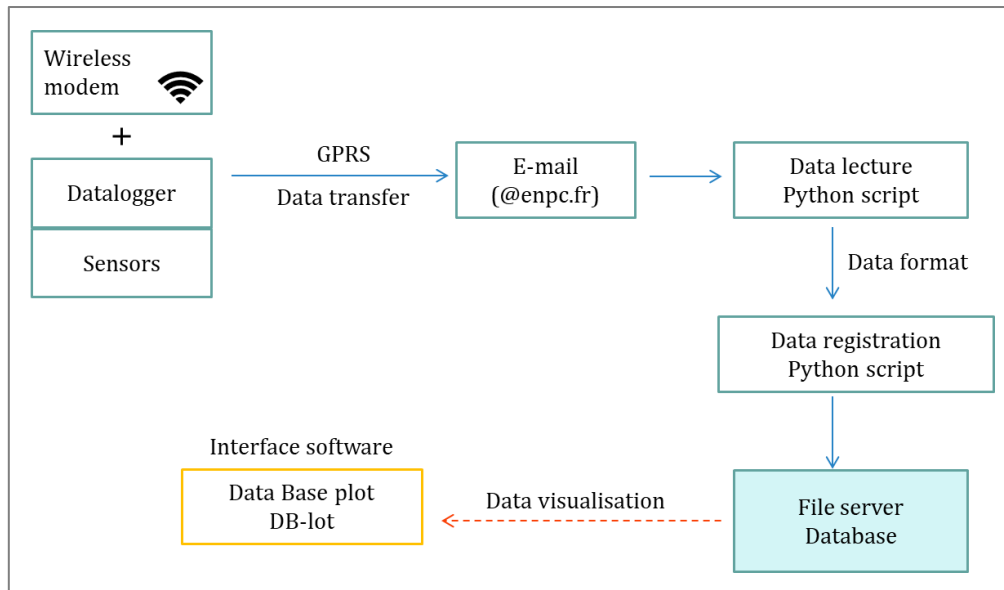 Wireless
modem
+
Datalogger
Sensors
GPRS
Data transfer
E-mail
(@enpc.fr)
Data lecture
Python script
Data format
Data registration
Python script
File server
Database
Data visualisation
Interface software
Data Base plot
DB-lot